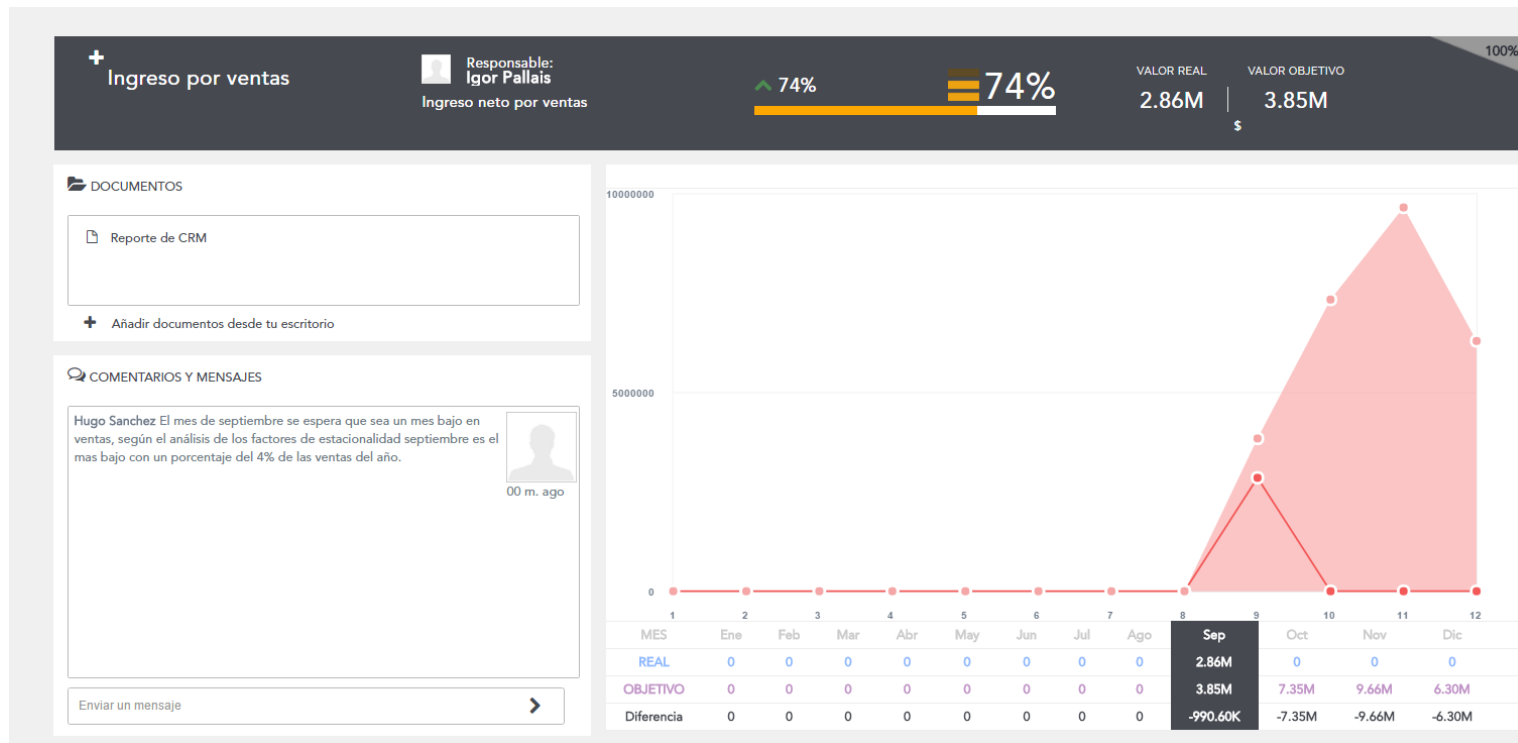 Ingreso por ventas
Responsable:
Igor Pallais
Ingreso neto por ventas
74%
74%
VALOR REAL
VALOR OBJETIVO
2.86M
3.85M
$
100%
DOCUMENTOS
Reporte de CRM
Añadir documentos desde tu escritorio
COMENTARIOS Y MENSAJES
Hugo Sanchez El mes de septiembre se espera que sea un mes bajo en
ventas, según el análisis de los factores de estacionalidad septiembre es el
mas bajo con un porcentaje del 4% de las ventas del año.
00 m. ago
Enviar un mensaje
10000000
5000000
0
1 2 3 4 5 6 7 8 9 10 11 12
MES Ene Feb Mar Abr May Jun Jul Ago Sep Oct Nov Dic
REAL 0 0 0 0 0 0 0 0 2.86M 0 0 0
OBJETIVO 0 0 0 0 0 0 0 0 3.85M 7.35M 9.66M 6.30M
Diferencia 0 0 0 0 0 0 0 0 -990.60K -7.35M -9.66M -6.30M